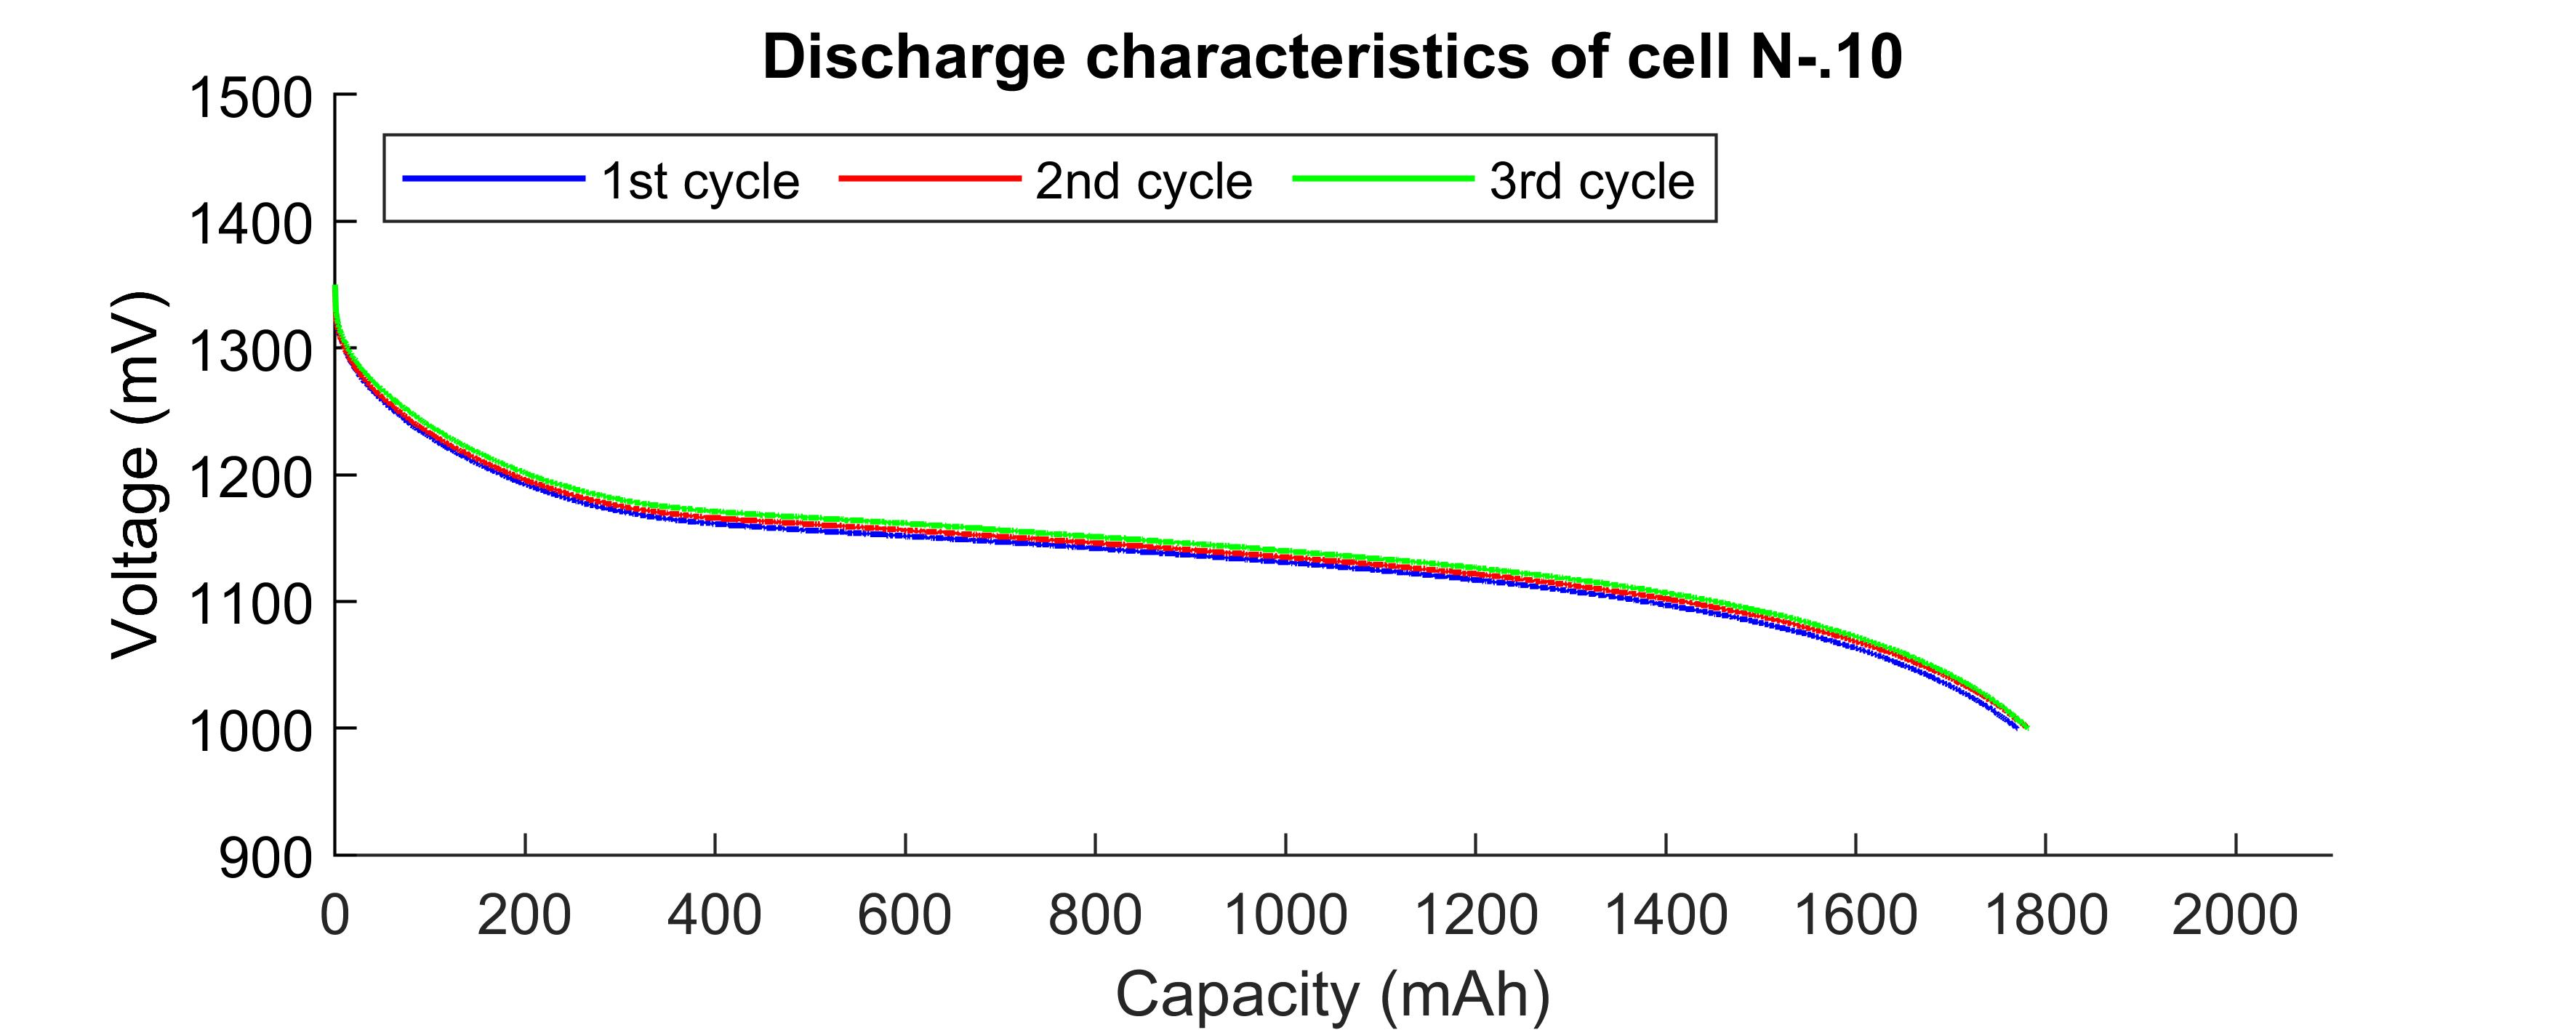 Discharge characteristics of cell N-.10
1500
1st cycle 2nd cycle 3rd cycle
1400
1300
1200
1100
1000
900
Voltage (mV)
0 200 400 600 800 1000 1200 1400 1600 1800 2000
Capacity (mAh)